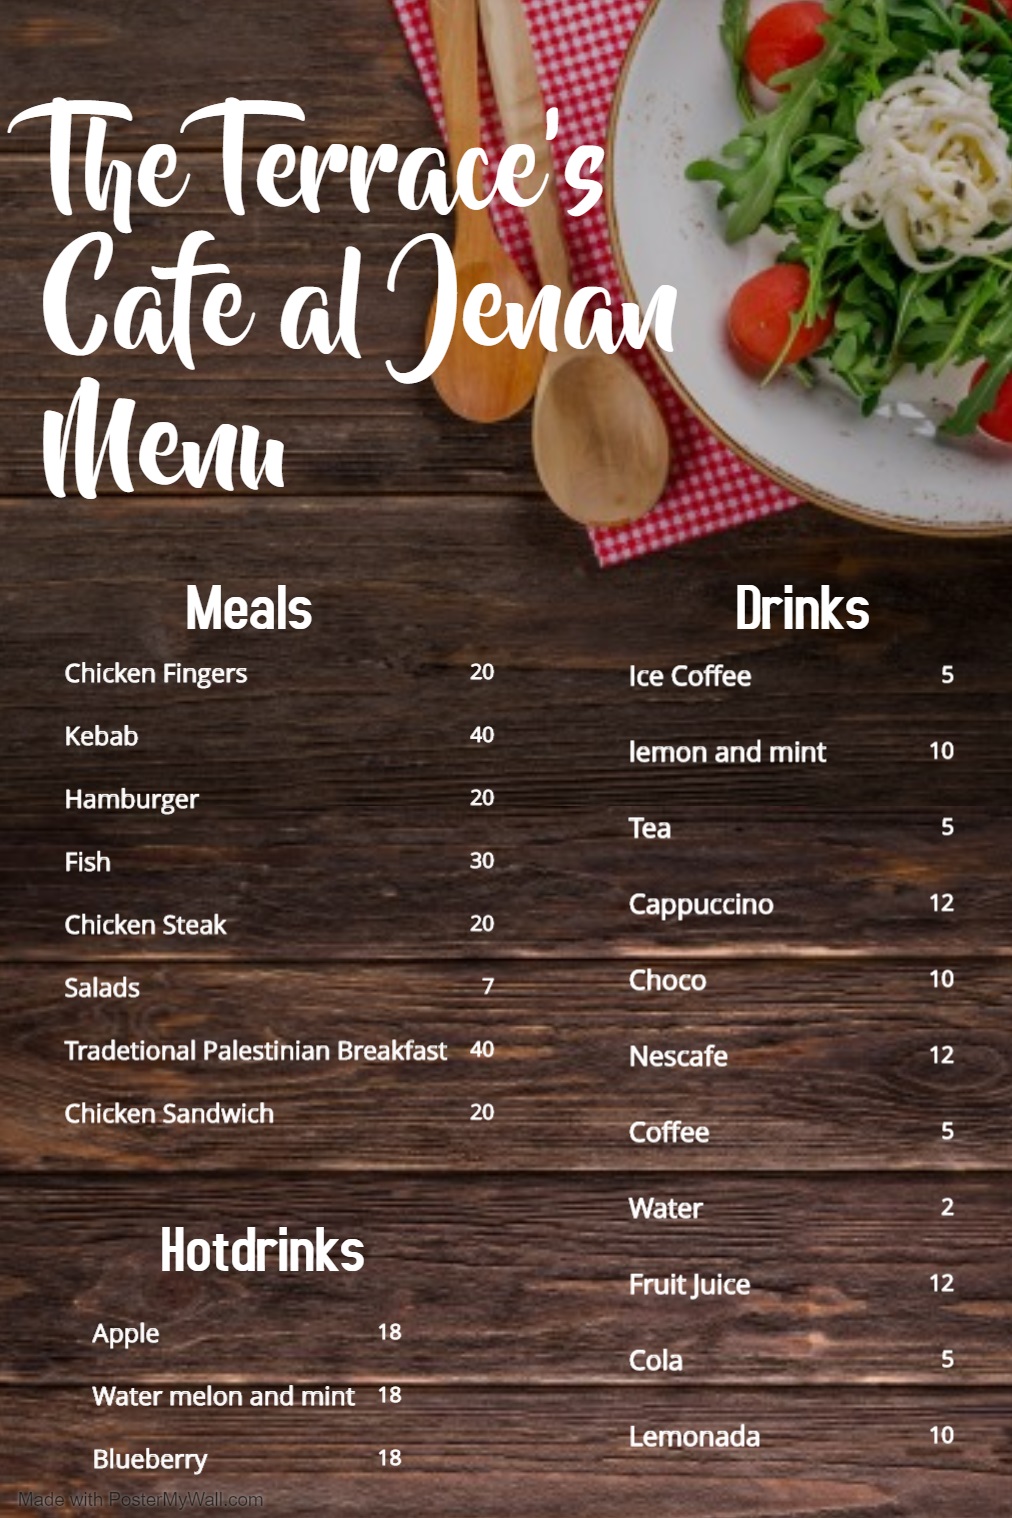 The Terrace's
Cafe al Jenan
Menu
Meals
Chicken Fingers 20
Kebab 40
Hamburger 20
Fish 30
Chicken Steak 20
Salads 7
Tradetional Palestinian Breakfast 40
Chicken Sandwich 20
Hotdrinks
Apple 18
Water melon and mint 18
Blueberry 18
Drinks
Ice Coffee 5
lemon and mint 10
Tea 5
Cappuccino 12
Choco 10
Nescafe 12
Coffee 5
Water 2
Fruit Juice 12
Cola 5
Lemonada 10
Made with PosterMyWall.com